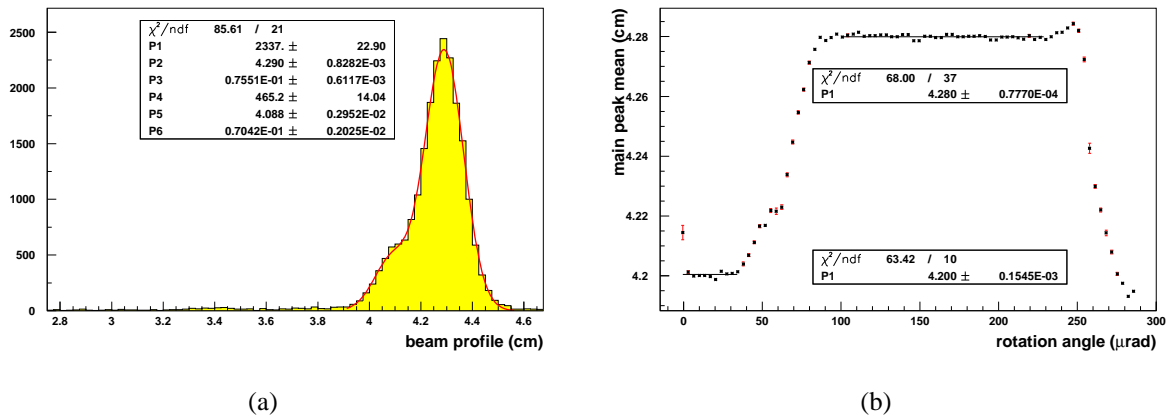 χ²/ndf 85.61 / 21
P1 2337. ± 22.90
P2 4.290 ± 0.8282E-03
P3 0.7551E-01 ± 0.6117E-03
P4 465.2 ± 14.04
P5 4.088 ± 0.2952E-02
P6 0.7042E-01 ± 0.2025E-02
2500
2000
1500
1000
500
0
2.8 3 3.2 3.4 3.6 3.8 4 4.2 4.4 4.6
beam profile (cm)
(a)
main peak mean (cm)
4.28
4.26
4.24
4.22
4.2
χ²/ndf 68.00 / 37
P1 4.280 ± 0.7770E-04
χ²/ndf 63.42 / 10
P1 4.200 ± 0.1545E-03
0 50 100 150 200 250 300
rotation angle (μrad)
(b)